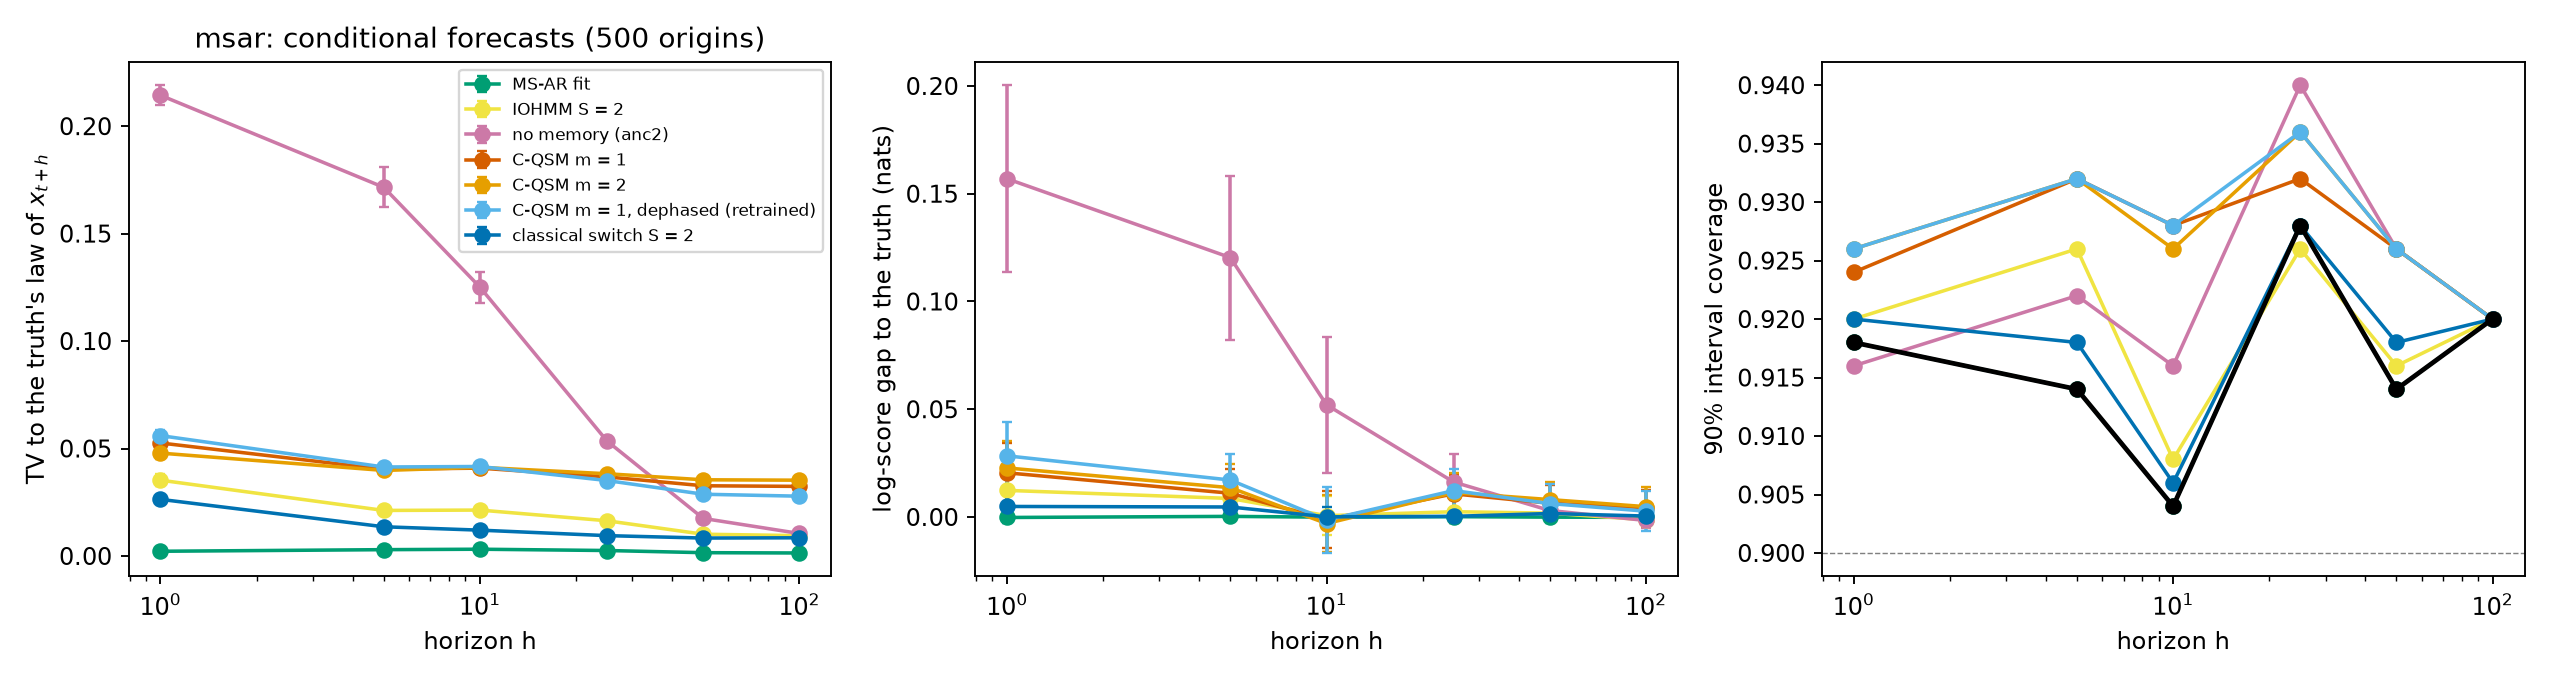 msar: conditional forecasts (500 origins)
TV to the truth's law of x_{t+h}
0.20
0.15
0.10
0.05
0.00
MS-AR fit
IOHMM S = 2
no memory (anc2)
C-QSM m = 1
C-QSM m = 2
C-QSM m = 1, dephased (retrained)
classical switch S = 2
10^0
10^1
10^2
horizon h
log-score gap to the truth (nats)
0.20
0.15
0.10
0.05
0.00
10^0
10^1
10^2
horizon h
90% interval coverage
0.940
0.935
0.930
0.925
0.920
0.915
0.910
0.905
0.900
10^0
10^1
10^2
horizon h